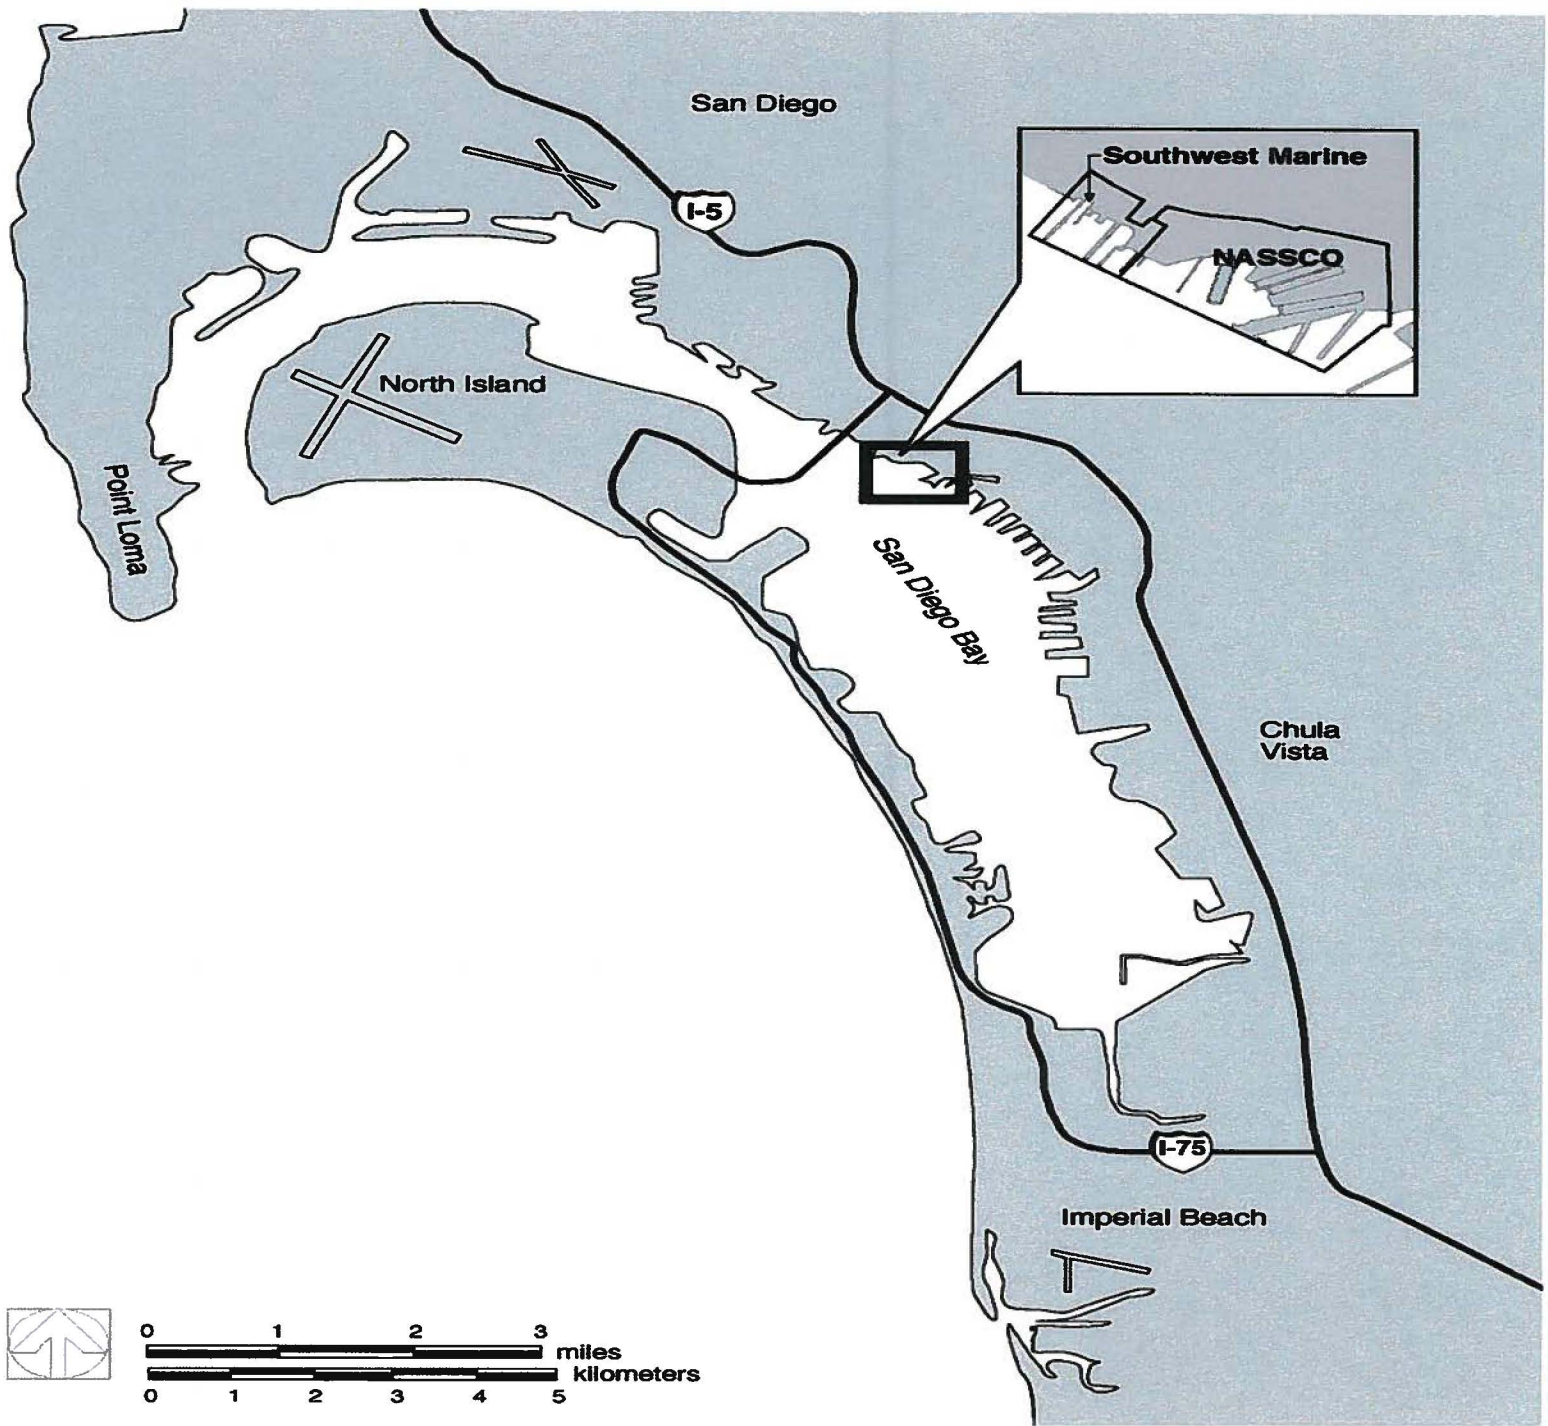 San Diego
Southwest Marine
I-5
NASSCO
North Island
Point Loma
San Diego Bay
Chula
Vista
I-75
Imperial Beach
0 1 2 3
miles
kilometers
0 1 2 3 4 5